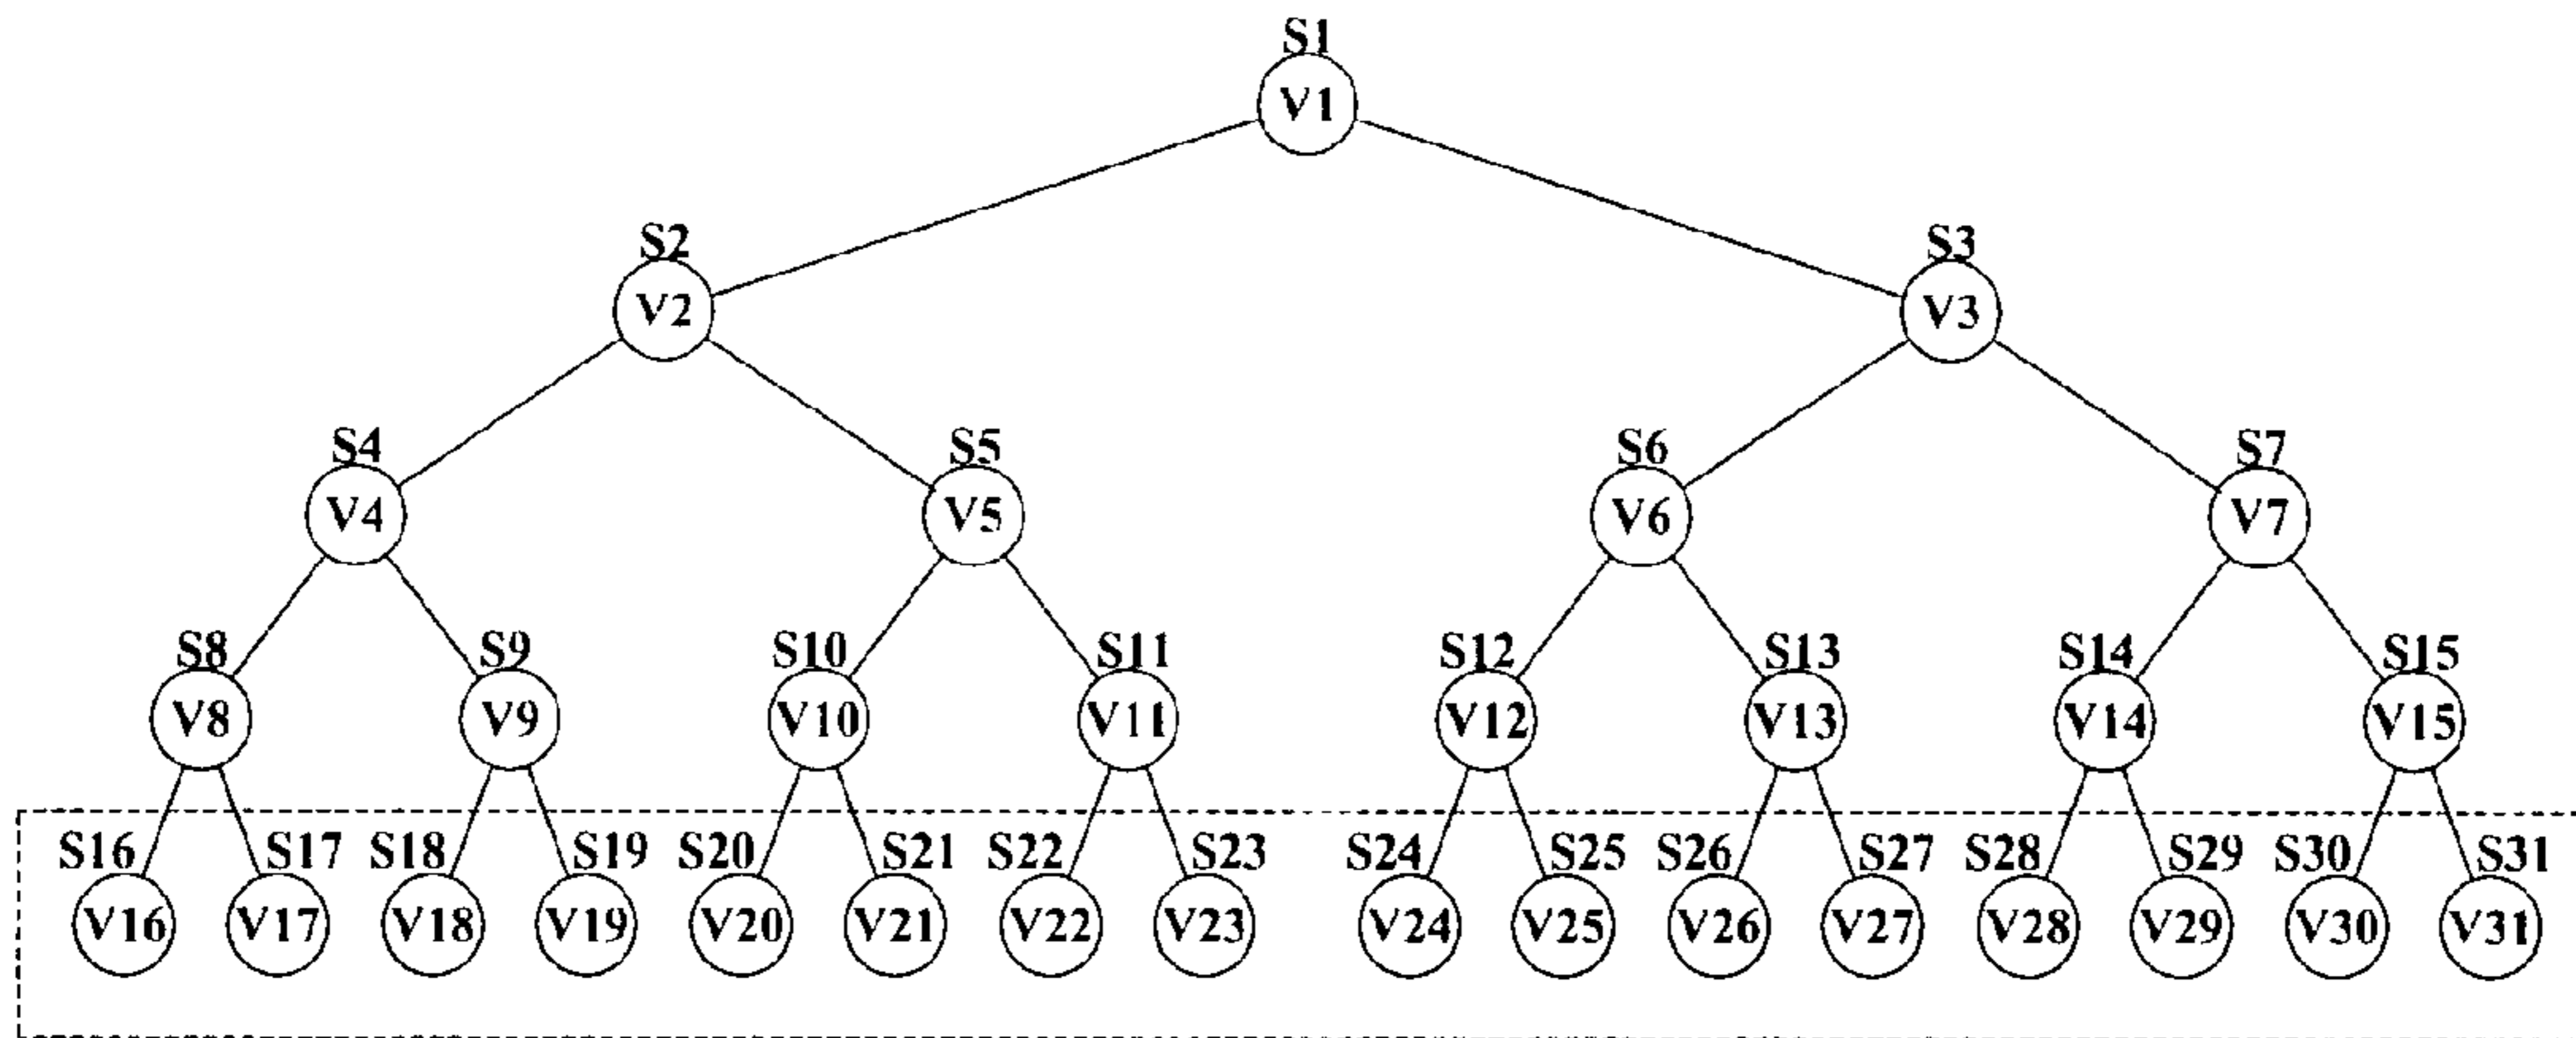 S1
V1
S2 S3
V2 V3
S4 S5 S6 S7
V4 V5 V6 V7
S8 S9 S10 S11 S12 S13 S14 S15
V8 V9 V10 V11 V12 V13 V14 V15
S16 S17 S18 S19 S20 S21 S22 S23 S24 S25 S26 S27 S28 S29 S30 S31
V16 V17 V18 V19 V20 V21 V22 V23 V24 V25 V26 V27 V28 V29 V30 V31